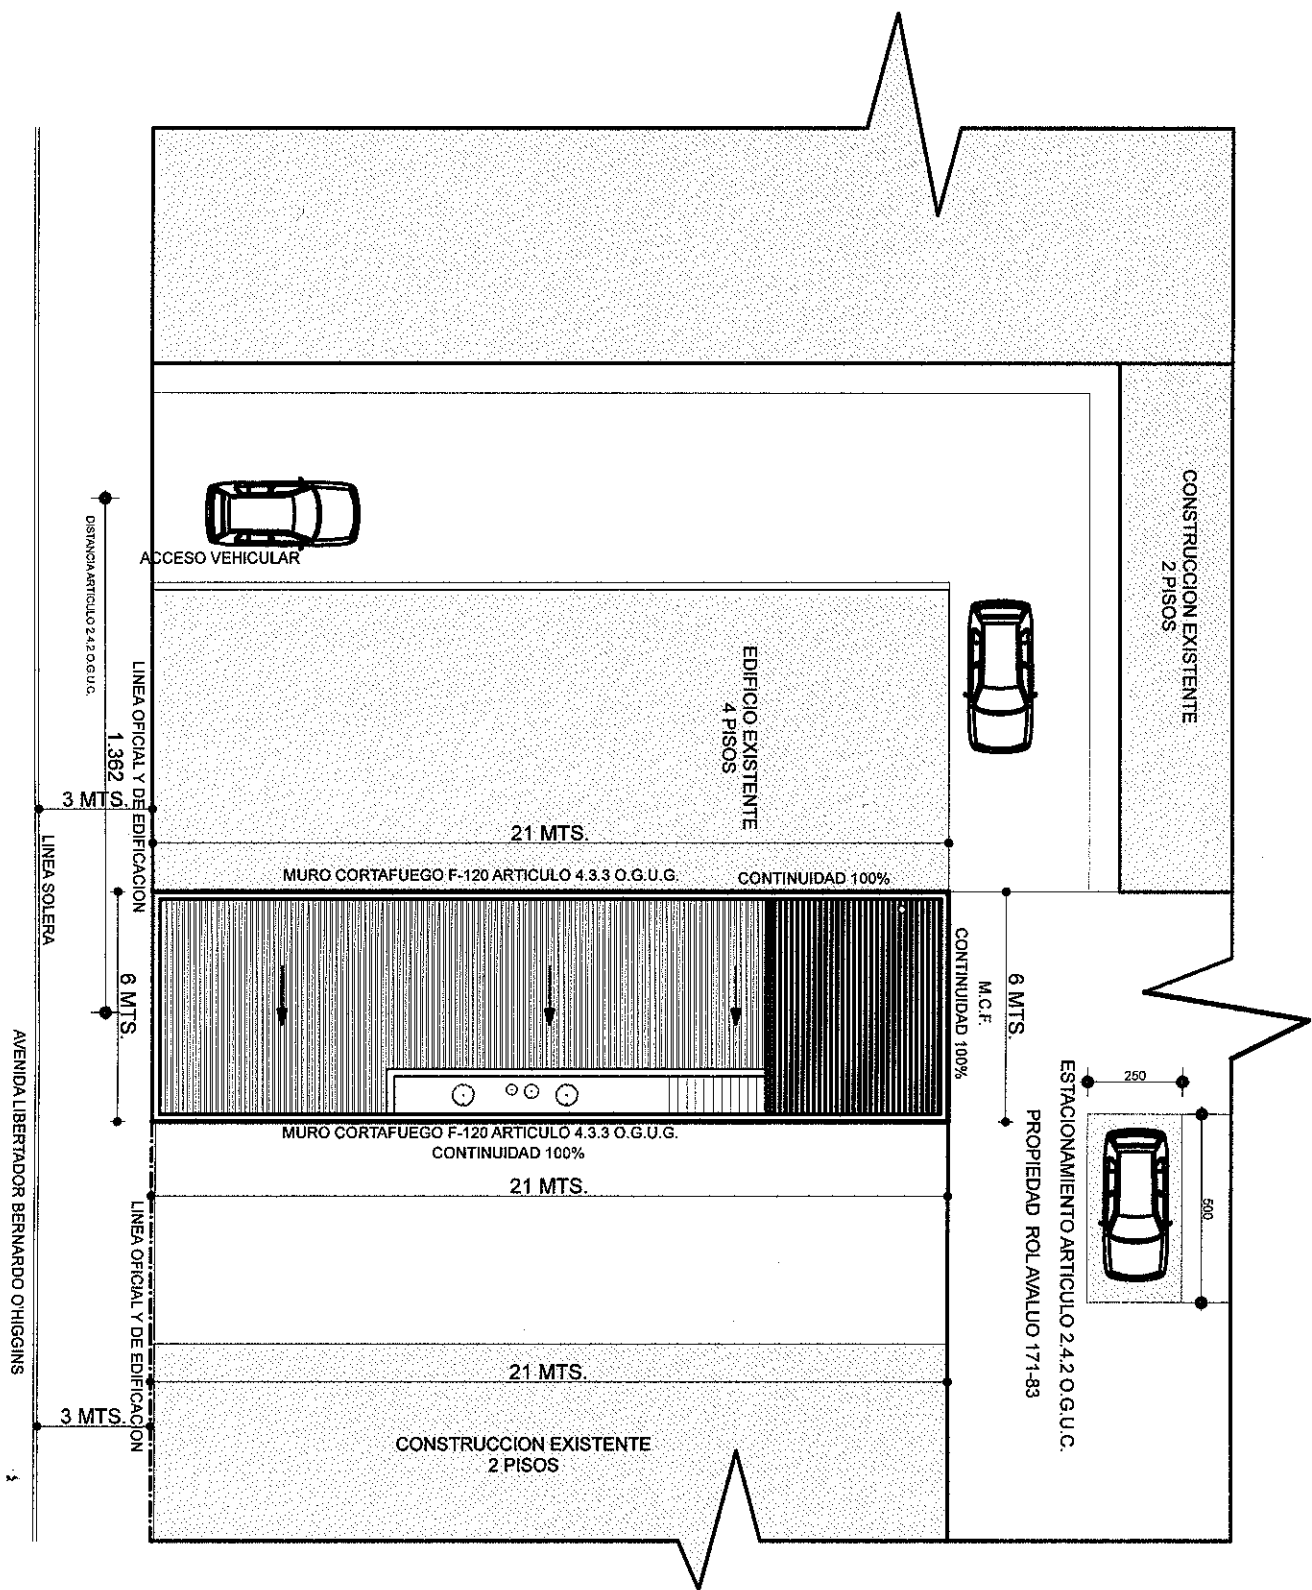 CONSTRUCCION EXISTENTE
2 PISOS
ACCESO VEHICULAR
DISTANCIA ARTICULO 2.4.2 O.G.U.C.
1.362
LINEA OFICIAL Y DE EDIFICACION
3 MTS.
LINEA SOLERA
EDIFICIO EXISTENTE
4 PISOS
21 MTS.
MURO CORTAFUEGO F-120 ARTICULO 4.3.3 O.G.U.G.
CONTINUIDAD 100%
6 MTS.
CONTINUIDAD 100%
M.C.F.
6 MTS.
MURO CORTAFUEGO F-120 ARTICULO 4.3.3 O.G.U.G.
CONTINUIDAD 100%
250
500
ESTACIONAMIENTO ARTICULO 2.4.2 O.G.U.C.
PROPIEDAD ROL AVALUO 171-83
21 MTS.
LINEA OFICIAL Y DE EDIFICACION
AVENIDA LIBERTADOR BERNARDO O'HIGGINS
21 MTS.
3 MTS.
CONSTRUCCION EXISTENTE
2 PISOS